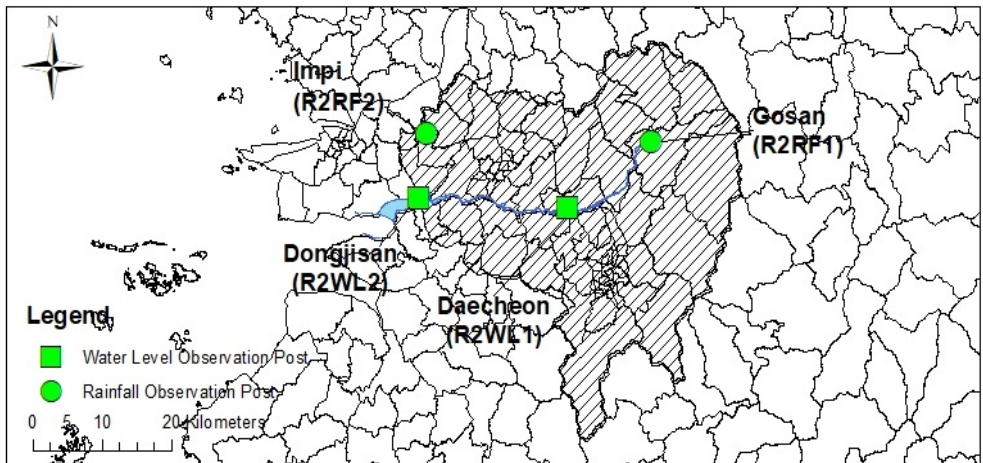 N
Impi
(R2RF2)
Gosan
(R2RF1)
Dongjisan
(R2WL2)
Daecheon
(R2WL1)
Legend
Water Level Observation Post
Rainfall Observation Post
0 5 10 20 Kilometers